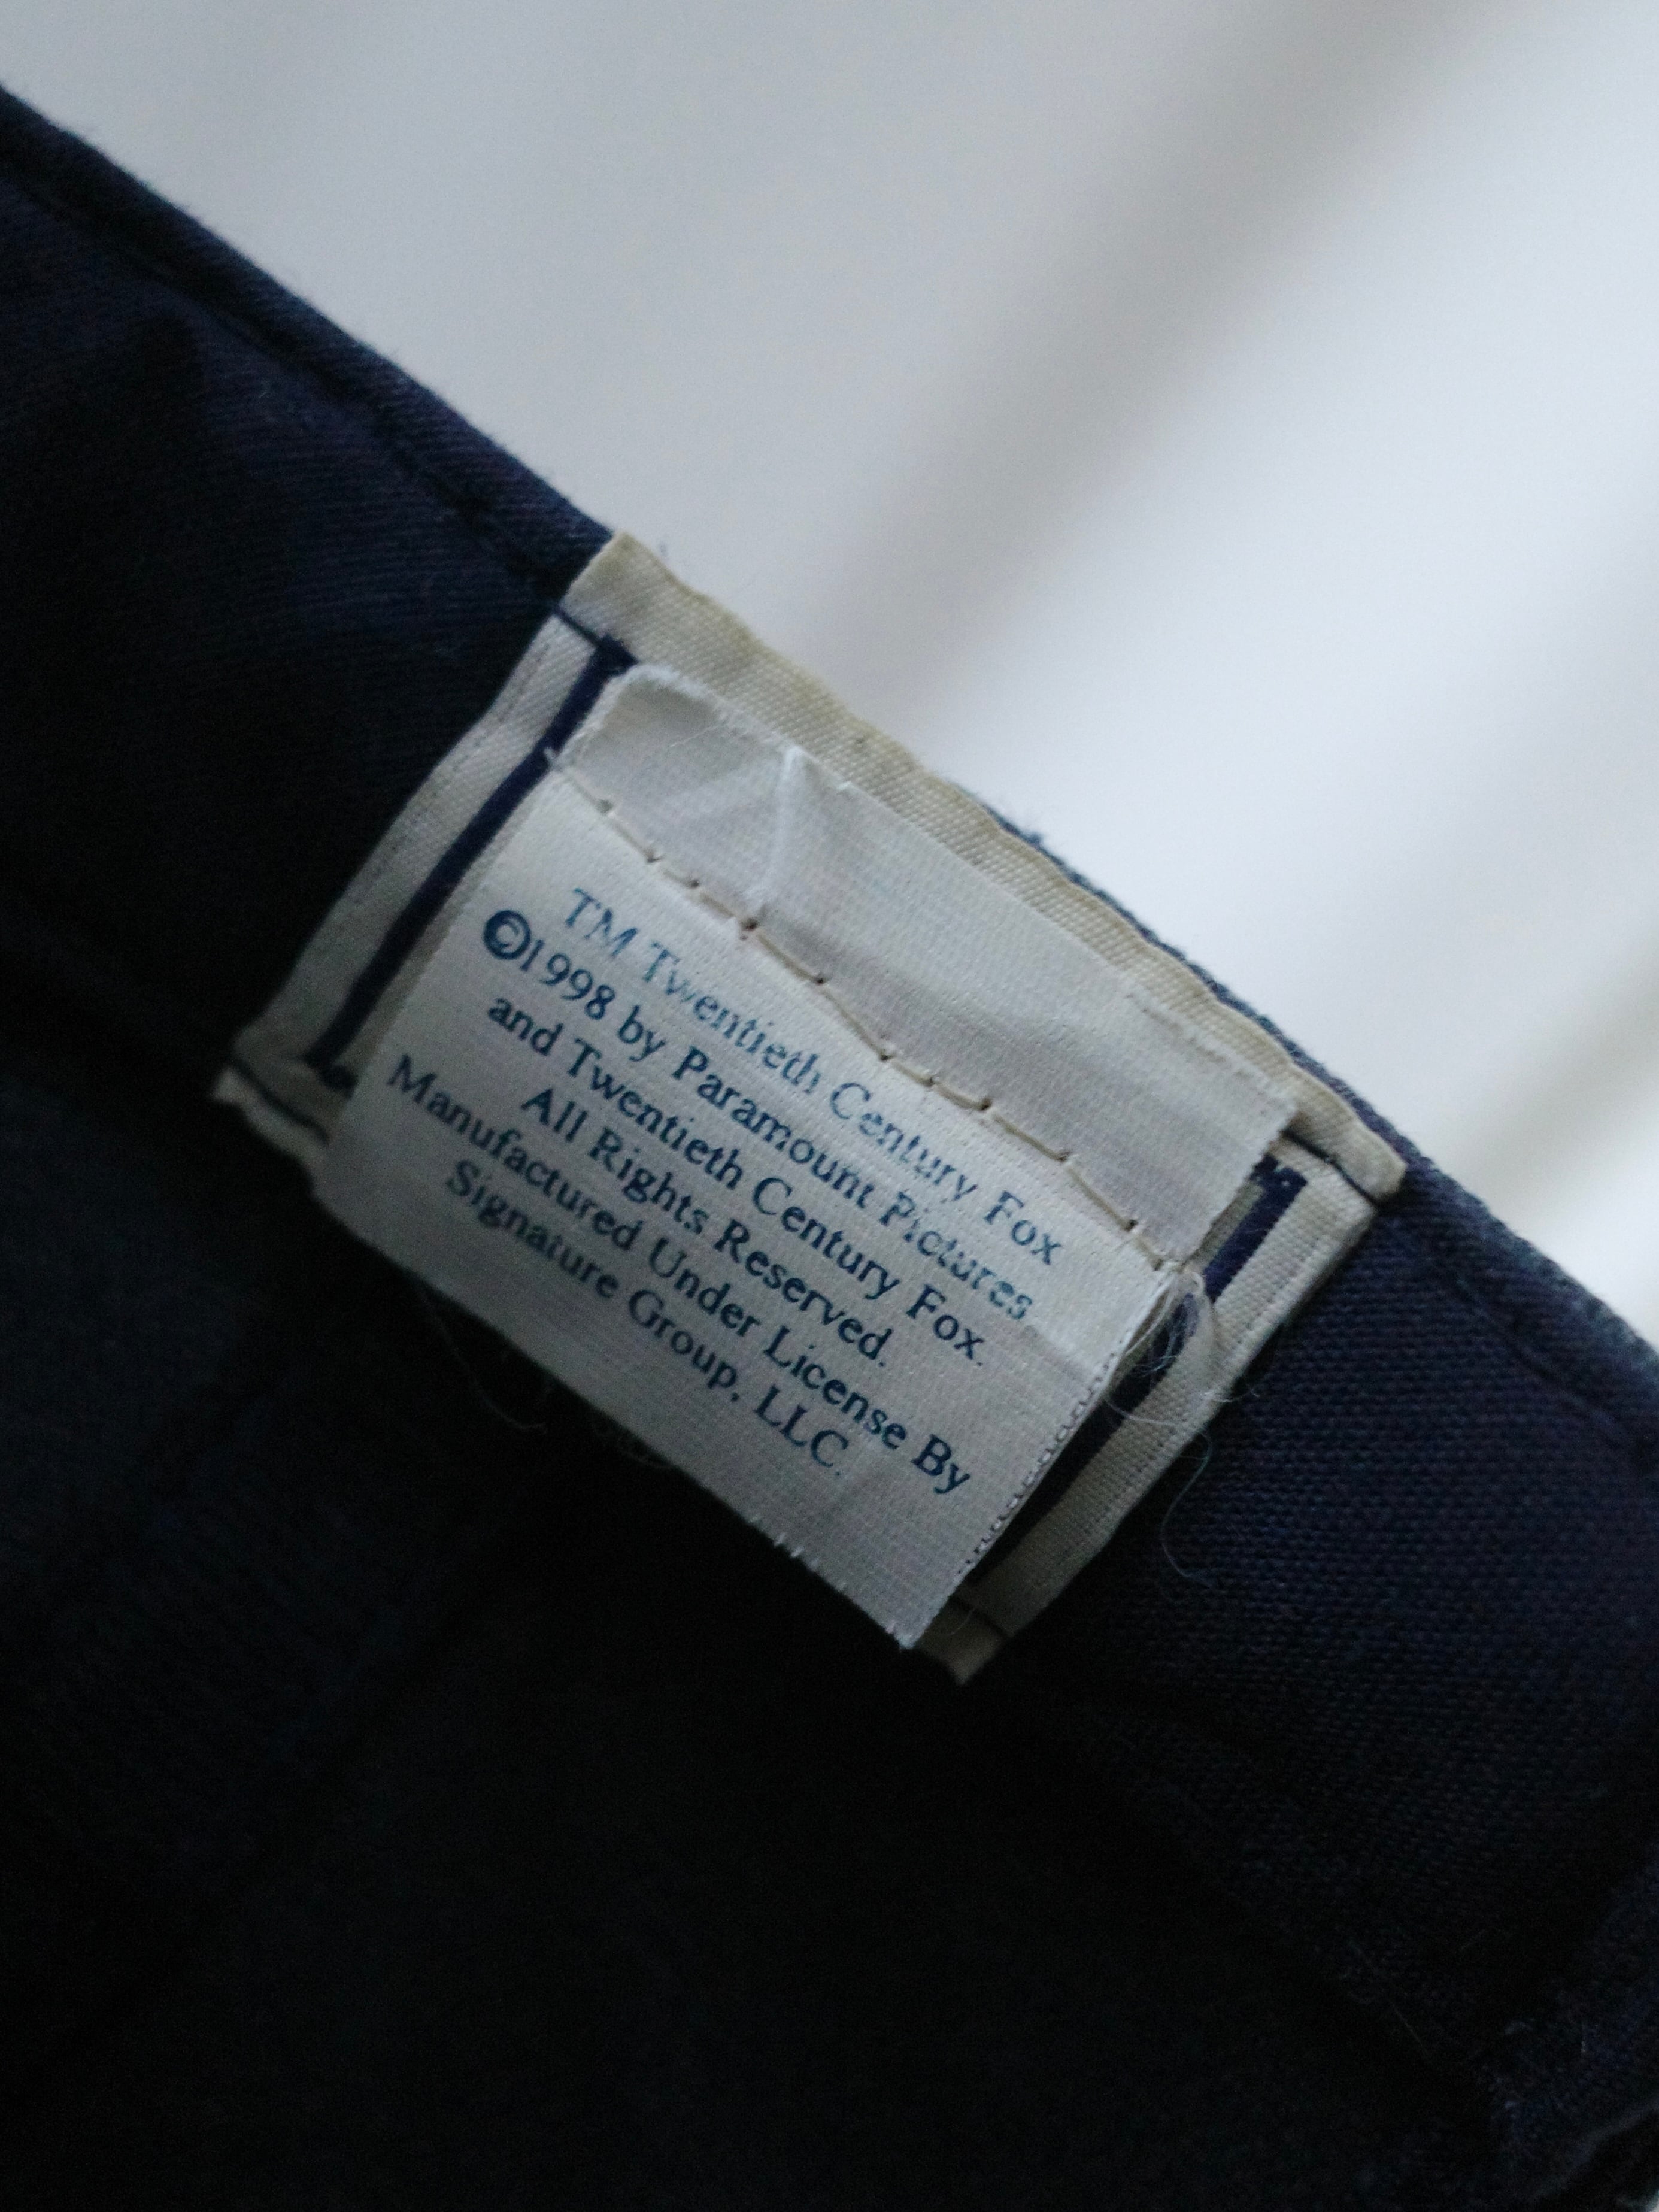 TM Twentieth Century Fox
©1998 by Paramount Pictures
and Twentieth Century Fox.
All Rights Reserved.
Manufactured Under License By
Signature Group, LLC.